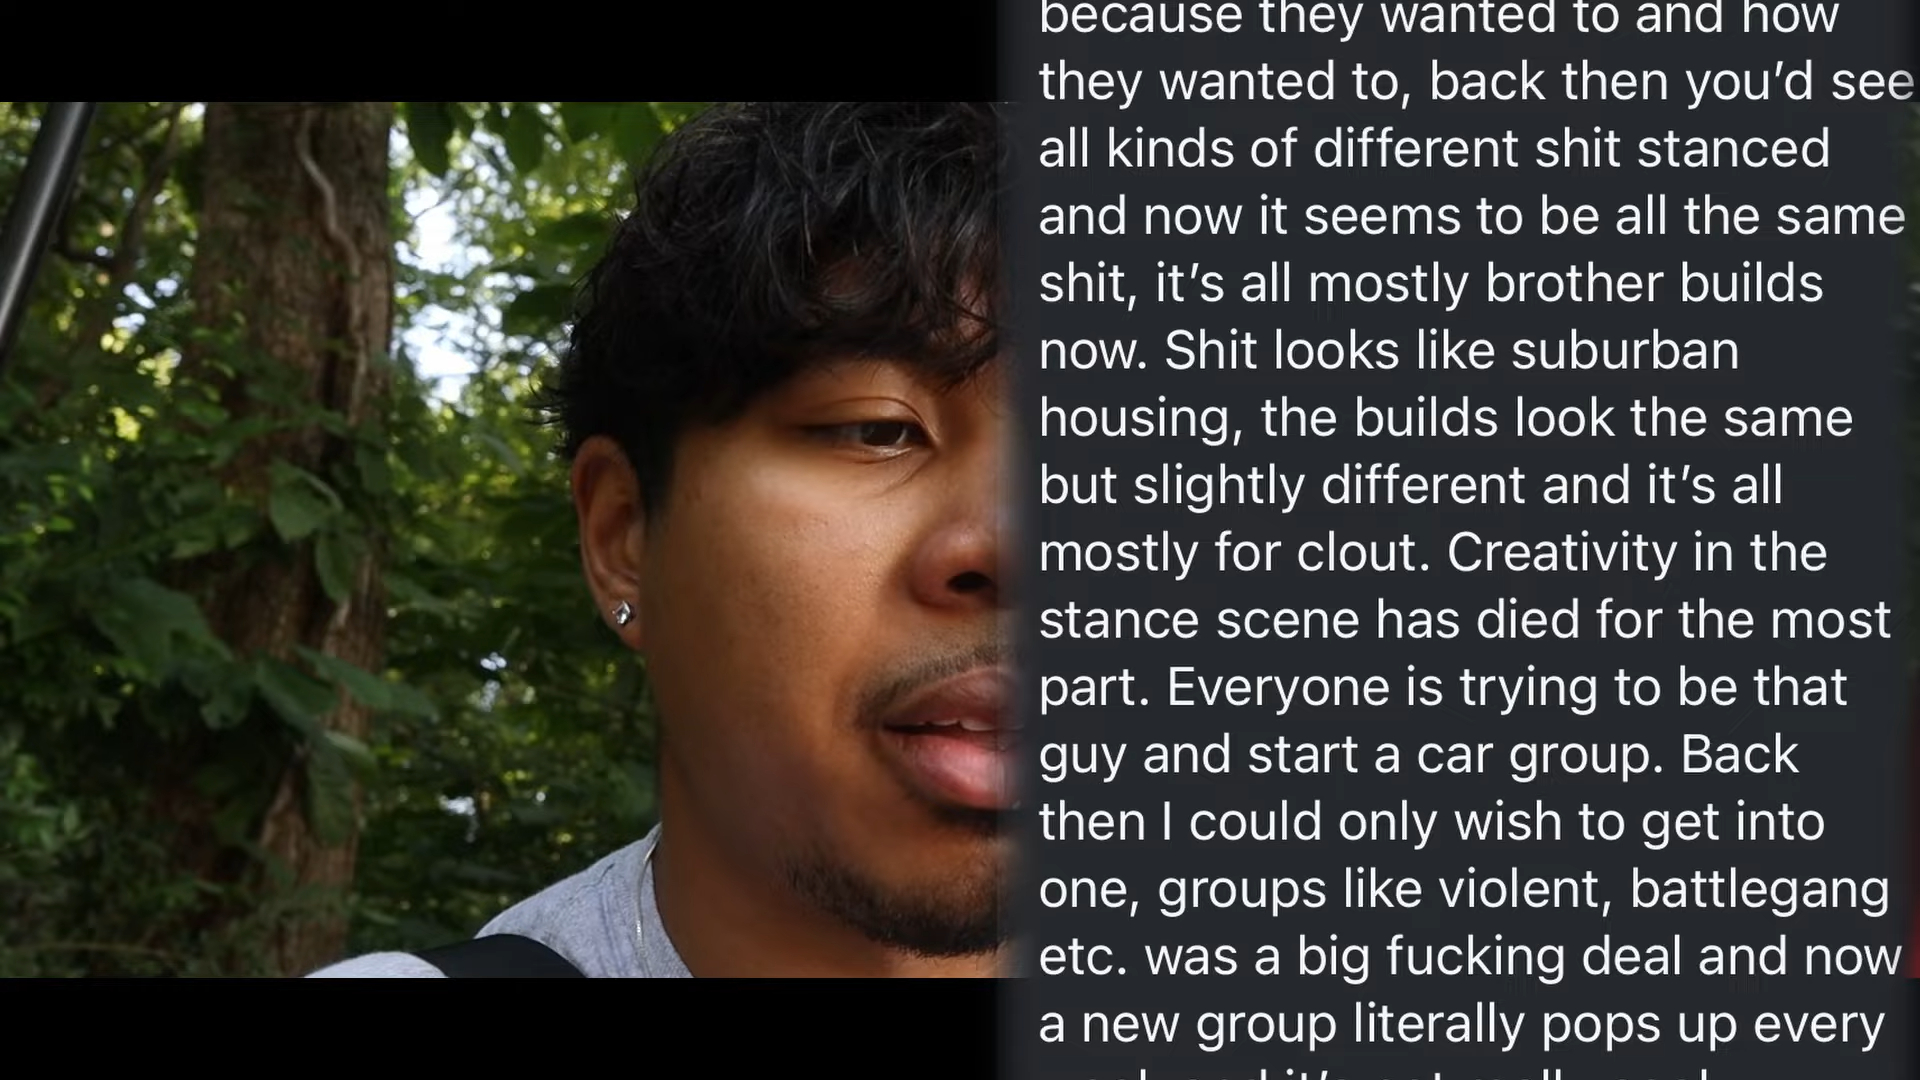 because they wanted to and how
they wanted to, back then you’d see
all kinds of different shit stanced
and now it seems to be all the same
shit, it’s all mostly brother builds
now. Shit looks like suburban
housing, the builds look the same
but slightly different and it’s all
mostly for clout. Creativity in the
stance scene has died for the most
part. Everyone is trying to be that
guy and start a car group. Back
then I could only wish to get into
one, groups like violent, battlegang
etc. was a big fucking deal and now
a new group literally pops up every